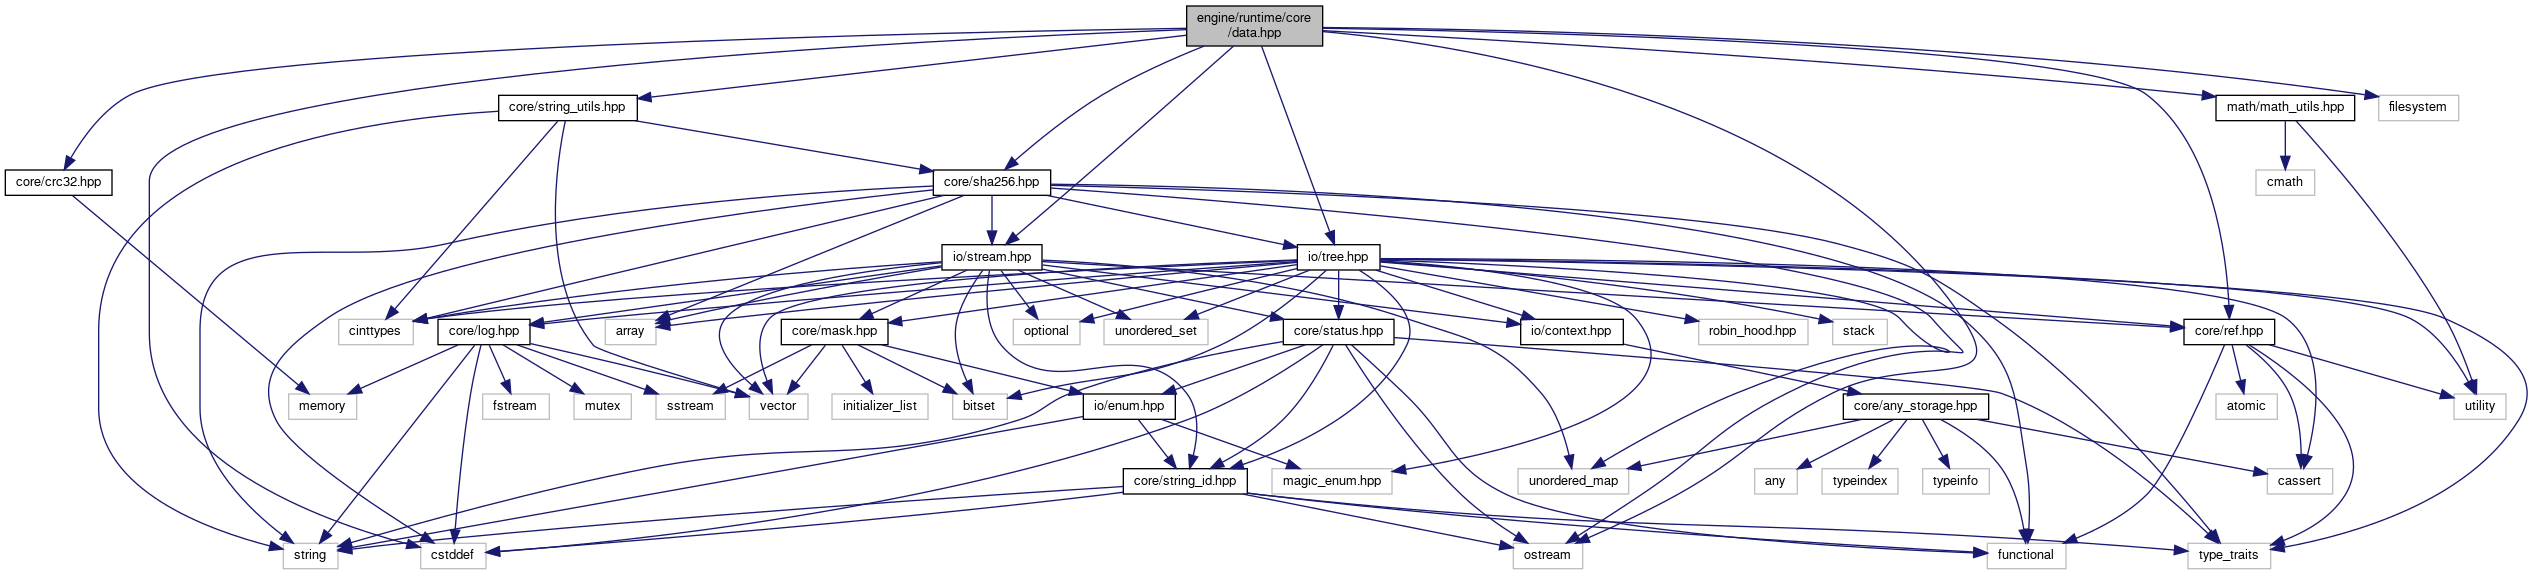 engine/runtime/core
/data.hpp
core/string_utils.hpp
math/math_utils.hpp
filesystem
core/crc32.hpp
core/sha256.hpp
cmath
io/stream.hpp
io/tree.hpp
cinttypes
core/log.hpp
array
core/mask.hpp
optional
unordered_set
core/status.hpp
io/context.hpp
robin_hood.hpp
stack
core/ref.hpp
memory
fstream
mutex
sstream
vector
initializer_list
bitset
io/enum.hpp
core/any_storage.hpp
atomic
utility
core/string_id.hpp
magic_enum.hpp
unordered_map
any
typeindex
typeinfo
cassert
string
cstddef
ostream
functional
type_traits